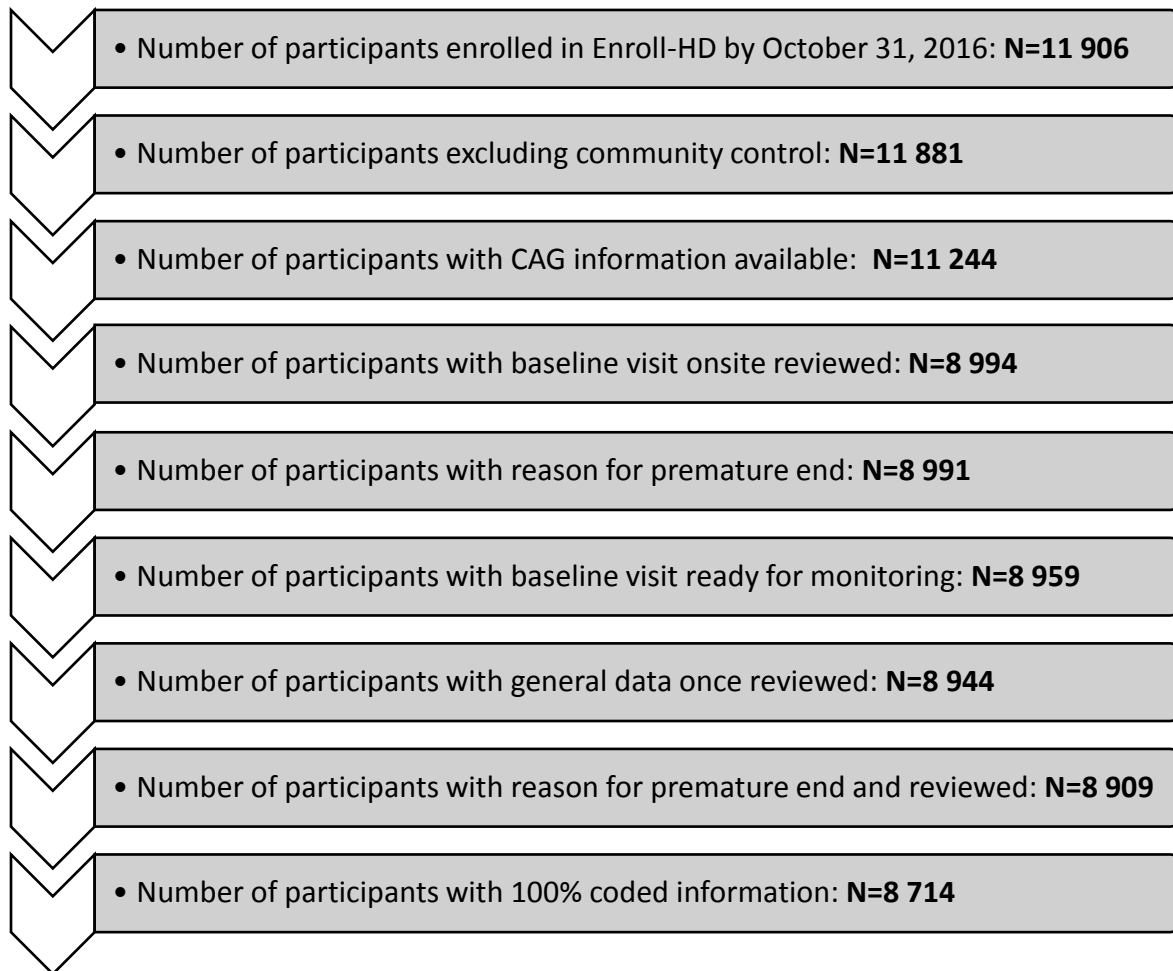 • Number of participants enrolled in Enroll-HD by October 31, 2016: N=11 906
• Number of participants excluding community control: N=11 881
• Number of participants with CAG information available:  N=11 244
• Number of participants with baseline visit onsite reviewed: N=8 994
• Number of participants with reason for premature end: N=8 991
• Number of participants with baseline visit ready for monitoring: N=8 959
• Number of participants with general data once reviewed: N=8 944
• Number of participants with reason for premature end and reviewed: N=8 909
• Number of participants with 100% coded information: N=8 714